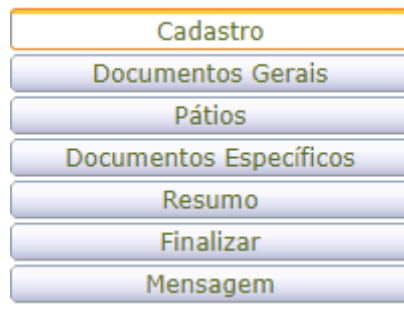 Cadastro
Documentos Gerais
Pátios
Documentos Específicos
Resumo
Finalizar
Mensagem